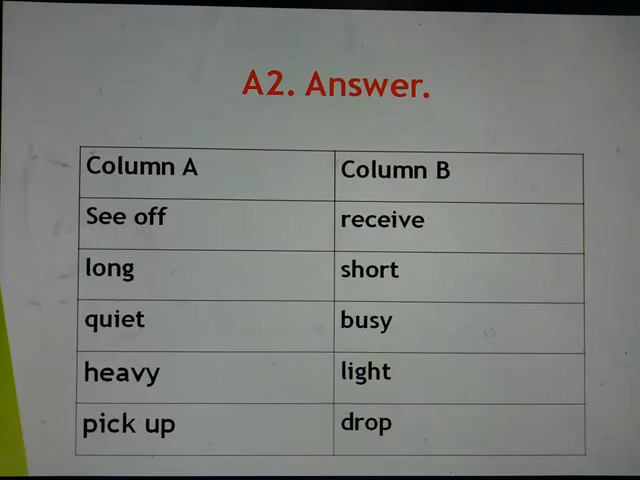 A2. Answer.
Column A Column B
See off receive
long short
quiet busy
heavy light
pick up drop